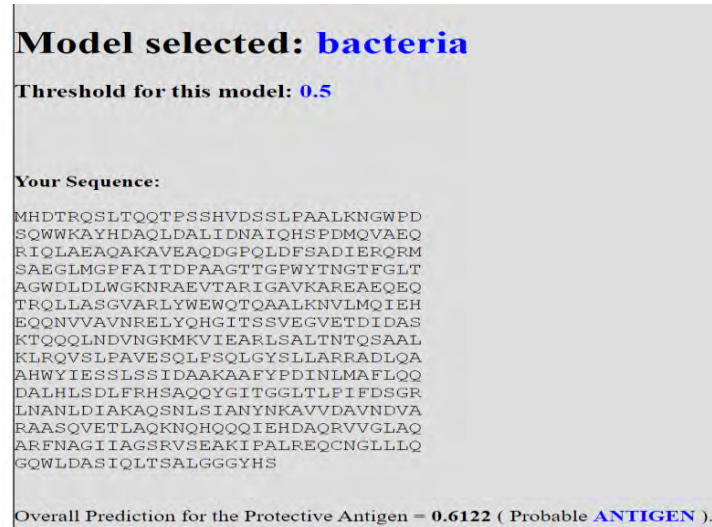 Model selected: bacteria
Threshold for this model: 0.5
Your Sequence:
MHDTRQSLTQQTPSSHVDSSLPAALKNGWPD
SQWWKAYHDAQLDALIDNAIQHSPDMQVAEQ
RIQLAEAQAKAVEAQDGPQLDFSADIERQRM
SAEGLMGPFAITDPAAGTTGPWYTNGTFGLT
AGWDLDLWGKNRAEVTARIGAVKAREAEQEQ
TRQLLASGVARLYWEWQTQAALKNVLMQIEH
EQQNVVAVNRELYQHGITSSVEGVETDIDAS
KTQQQLNDVNGKMKVIEARLSALTNTQSAAL
KLRQVSLPAVESQLPSQLGYSLLARRADLQA
AHWYIESSLSSIDAAKAAFYPDINLMAFLQQ
DALHLSDLFRHSAQQYGITGGLTLPIFDSGR
LNANLDIAKAQSNLSIANYNKAVVDAVNDVA
RAASQVETLAQKNQHQQQIEHDAQRVVGLAQ
ARFNAGIIAGSRVSEAKIPALREQCNGLLLQ
GQWLDASIQLTSALGGGYHS
Overall Prediction for the Protective Antigen = 0.6122 ( Probable ANTIGEN ).